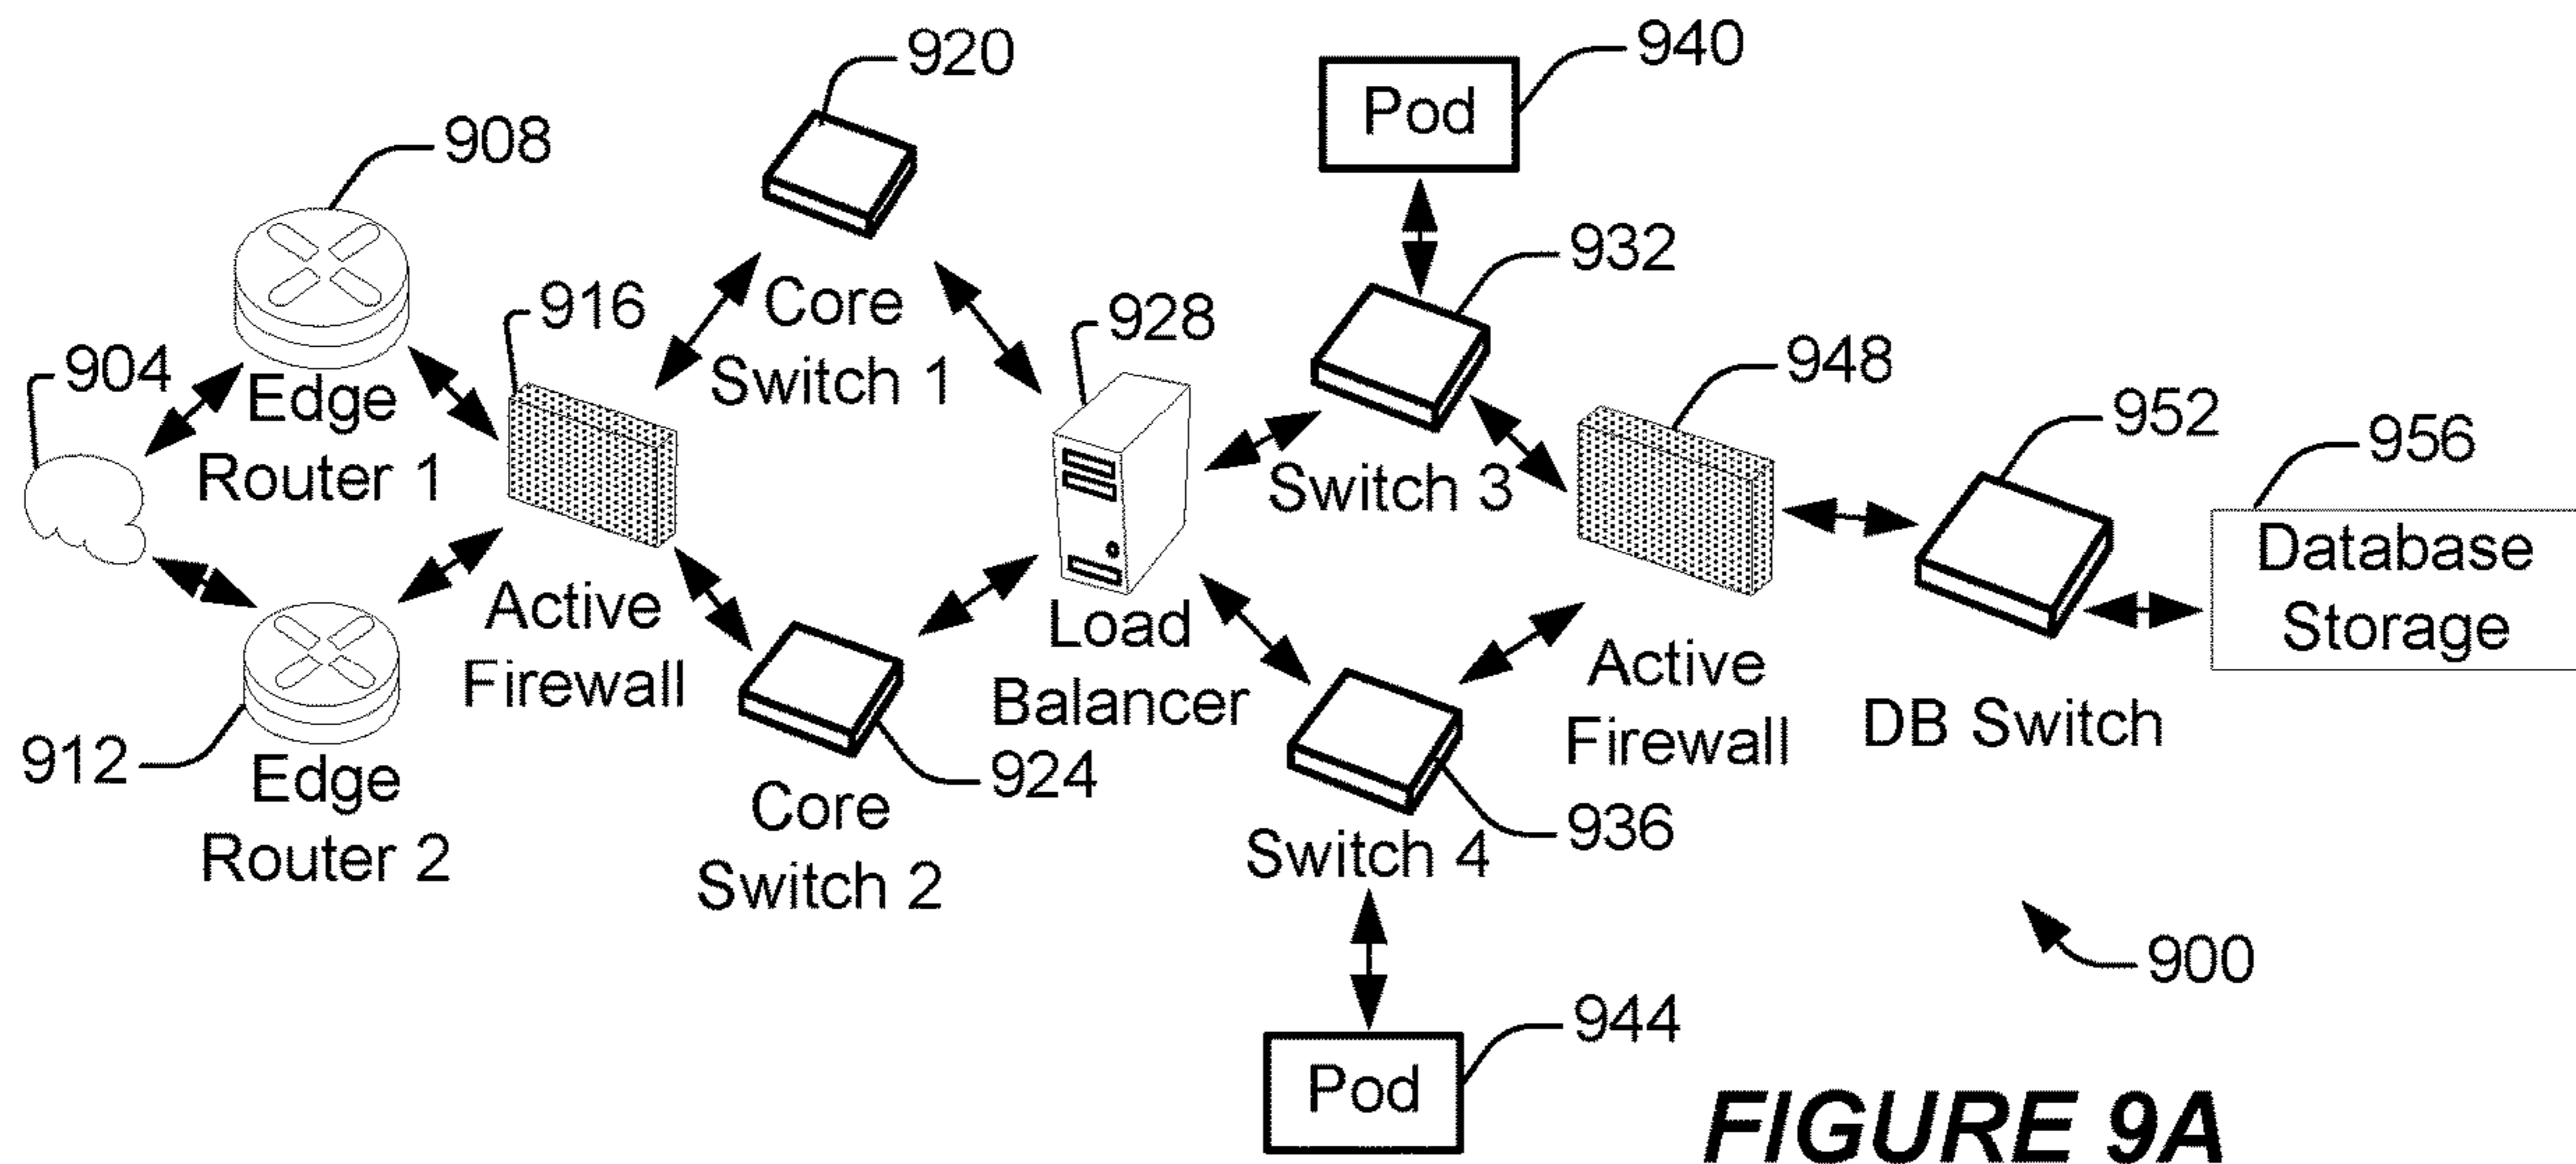 920
940
Pod
908
932
916
Core
Switch 1
928
948
904
Edge
Router 1
952
956
Switch 3
Database
Storage
Active
Firewall
Load
Balancer
Active
Firewall
DB Switch
912
Edge
Router 2
924
Core
Switch 2
936
Switch 4
900
944
Pod
FIGURE 9A